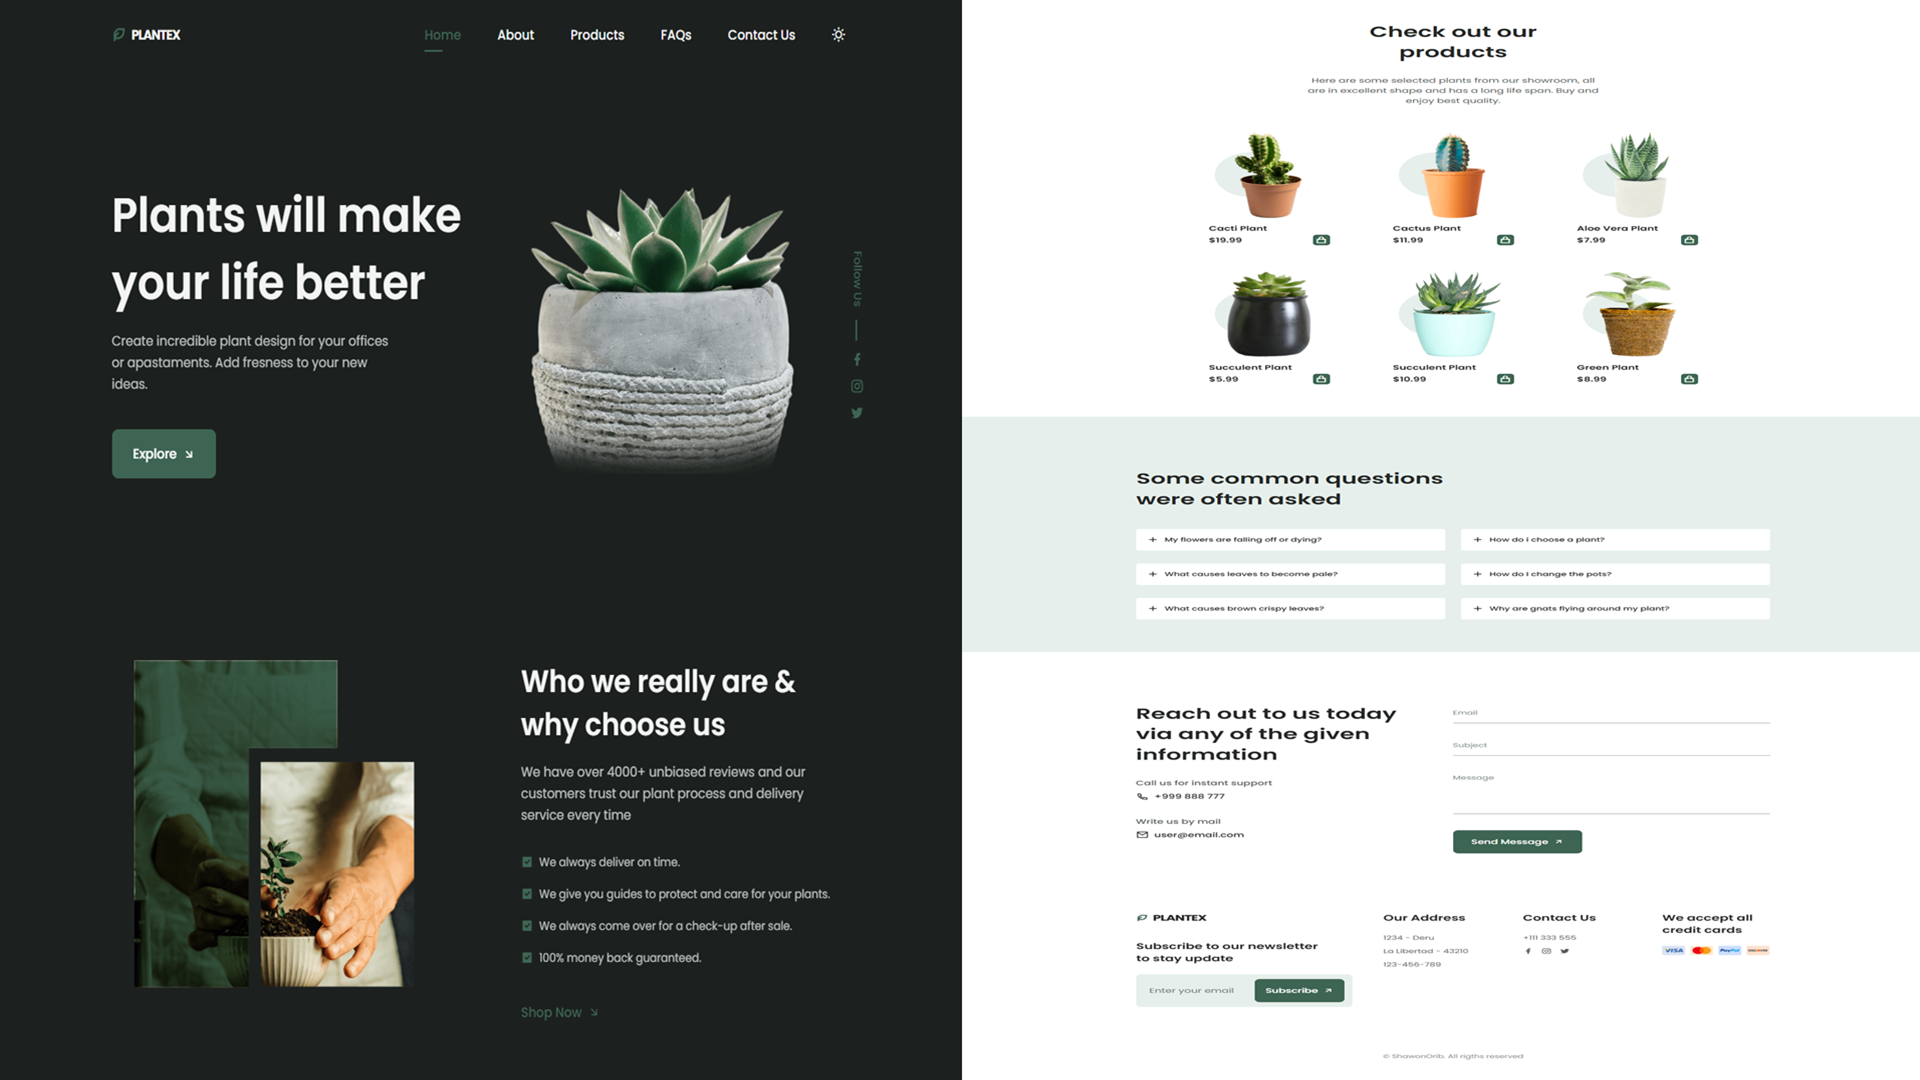 PLANTEX
Home
About
Products
FAQs
Contact Us
Plants will make
your life better
Create incredible plant design for your offices
or apastaments. Add fresness to your new
ideas.
Explore
Follow Us
Who we really are &
why choose us
We have over 4000+ unbiased reviews and our
customers trust our plant process and delivery
service every time
We always deliver on time.
We give you guides to protect and care for your plants.
We always come over for a check-up after sale.
100% money back guaranteed.
Shop Now
Check out our
products
Here are some selected plants from our showroom, all
are in excellent shape and has a long life span. Buy and
enjoy best quality.
Cacti Plant
$19.99
Cactus Plant
$11.99
Aloe Vera Plant
$7.99
Succulent Plant
$5.99
Succulent Plant
$10.99
Green Plant
$8.99
Some common questions
were often asked
My flowers are falling off or dying?
How do i choose a plant?
What causes leaves to become pale?
How do I change the pots?
What causes brown crispy leaves?
Why are gnats flying around my plant?
Reach out to us today
via any of the given
information
Call us for instant support
+999 888 777
Write us by mail
user@email.com
Email
Subject
Message
Send Message
PLANTEX
Subscribe to our newsletter
to stay update
Enter your email
Subscribe
Our Address
1234 - Deru
La Libertad - 43210
123-456-789
Contact Us
+111 333 555
We accept all
credit cards
VISA
PayPal
DISCOVER
© ShawonOrib. All rigths reserved